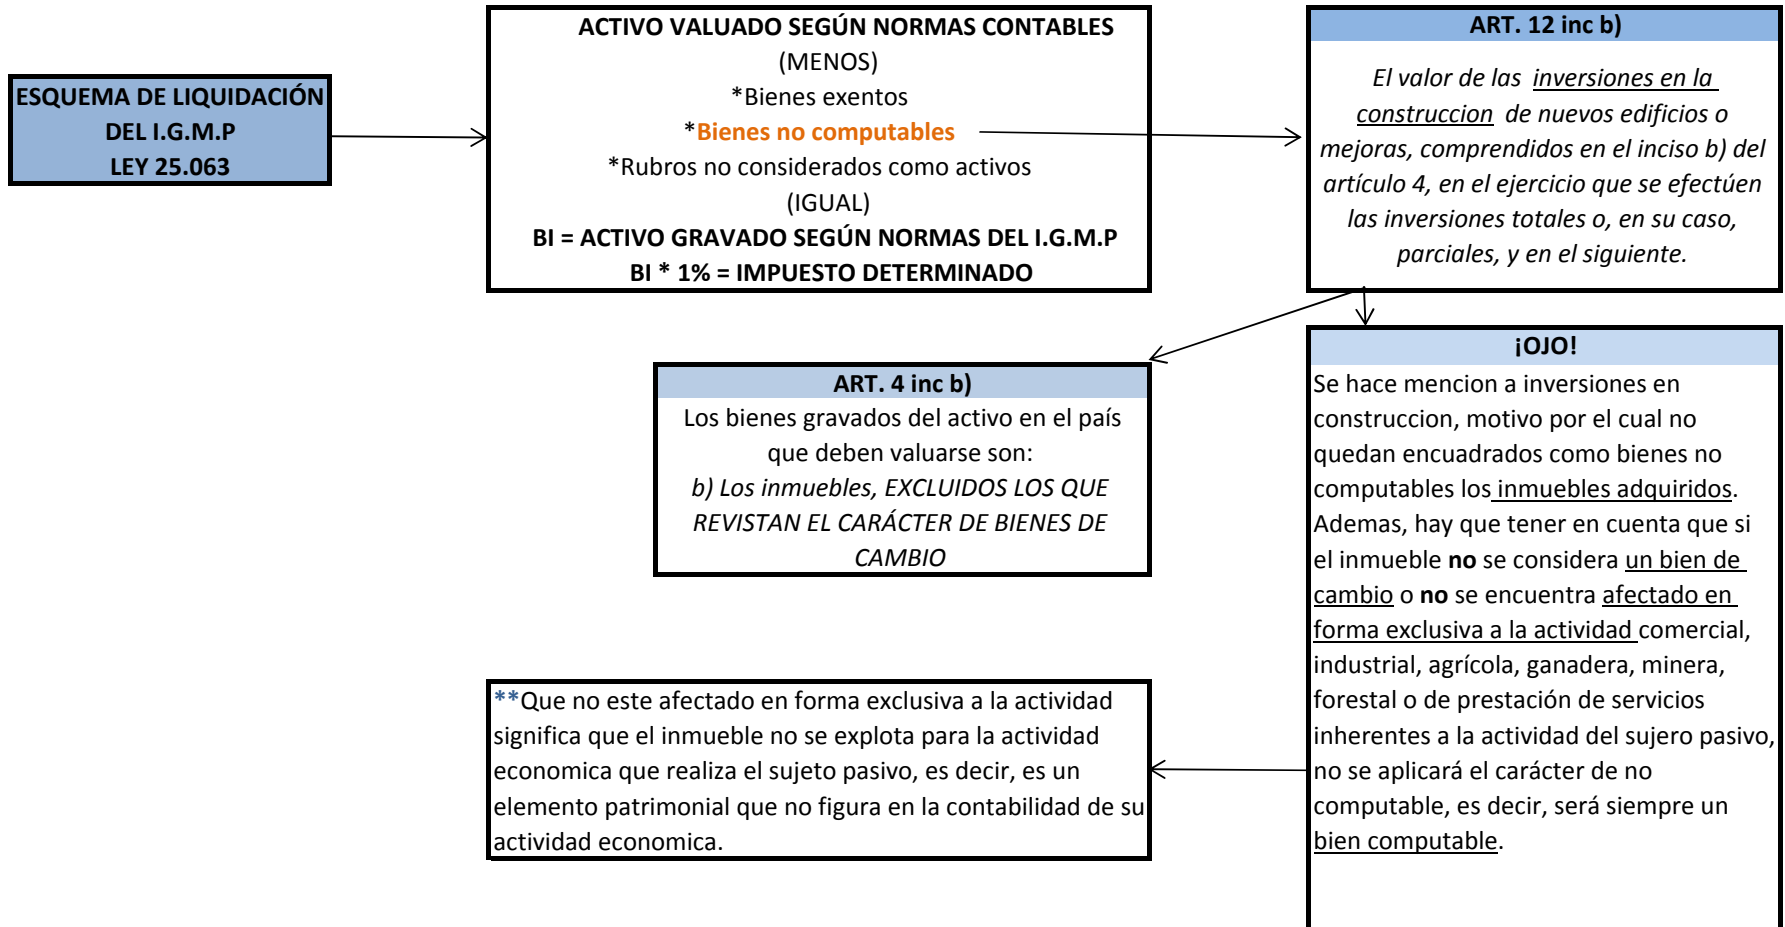 ESQUEMA DE LIQUIDACIÓN
DEL I.G.M.P
LEY 25.063
ACTIVO VALUADO SEGÚN NORMAS CONTABLES
(MENOS)
*Bienes exentos
*Bienes no computables
*Rubros no considerados como activos
(IGUAL)
BI = ACTIVO GRAVADO SEGÚN NORMAS DEL I.G.M.P
BI * 1% = IMPUESTO DETERMINADO
ART. 12 inc b)
El valor de las inversiones en la
construccion de nuevos edificios o
mejoras, comprendidos en el inciso b) del
artículo 4, en el ejercicio que se efectúen
las inversiones totales o, en su caso,
parciales, y en el siguiente.
ART. 4 inc b)
Los bienes gravados del activo en el país
que deben valuarse son:
b) Los inmuebles, EXCLUIDOS LOS QUE
REVISTAN EL CARÁCTER DE BIENES DE
CAMBIO
¡OJO!
Se hace mencion a inversiones en
construccion, motivo por el cual no
quedan encuadrados como bienes no
computables los inmuebles adquiridos.
Ademas, hay que tener en cuenta que si
el inmueble no se considera un bien de
cambio o no se encuentra afectado en
forma exclusiva a la actividad comercial,
industrial, agrícola, ganadera, minera,
forestal o de prestación de servicios
inherentes a la actividad del sujero pasivo,
no se aplicará el carácter de no
computable, es decir, será siempre un
bien computable.
**Que no este afectado en forma exclusiva a la actividad
significa que el inmueble no se explota para la actividad
economica que realiza el sujeto pasivo, es decir, es un
elemento patrimonial que no figura en la contabilidad de su
actividad economica.